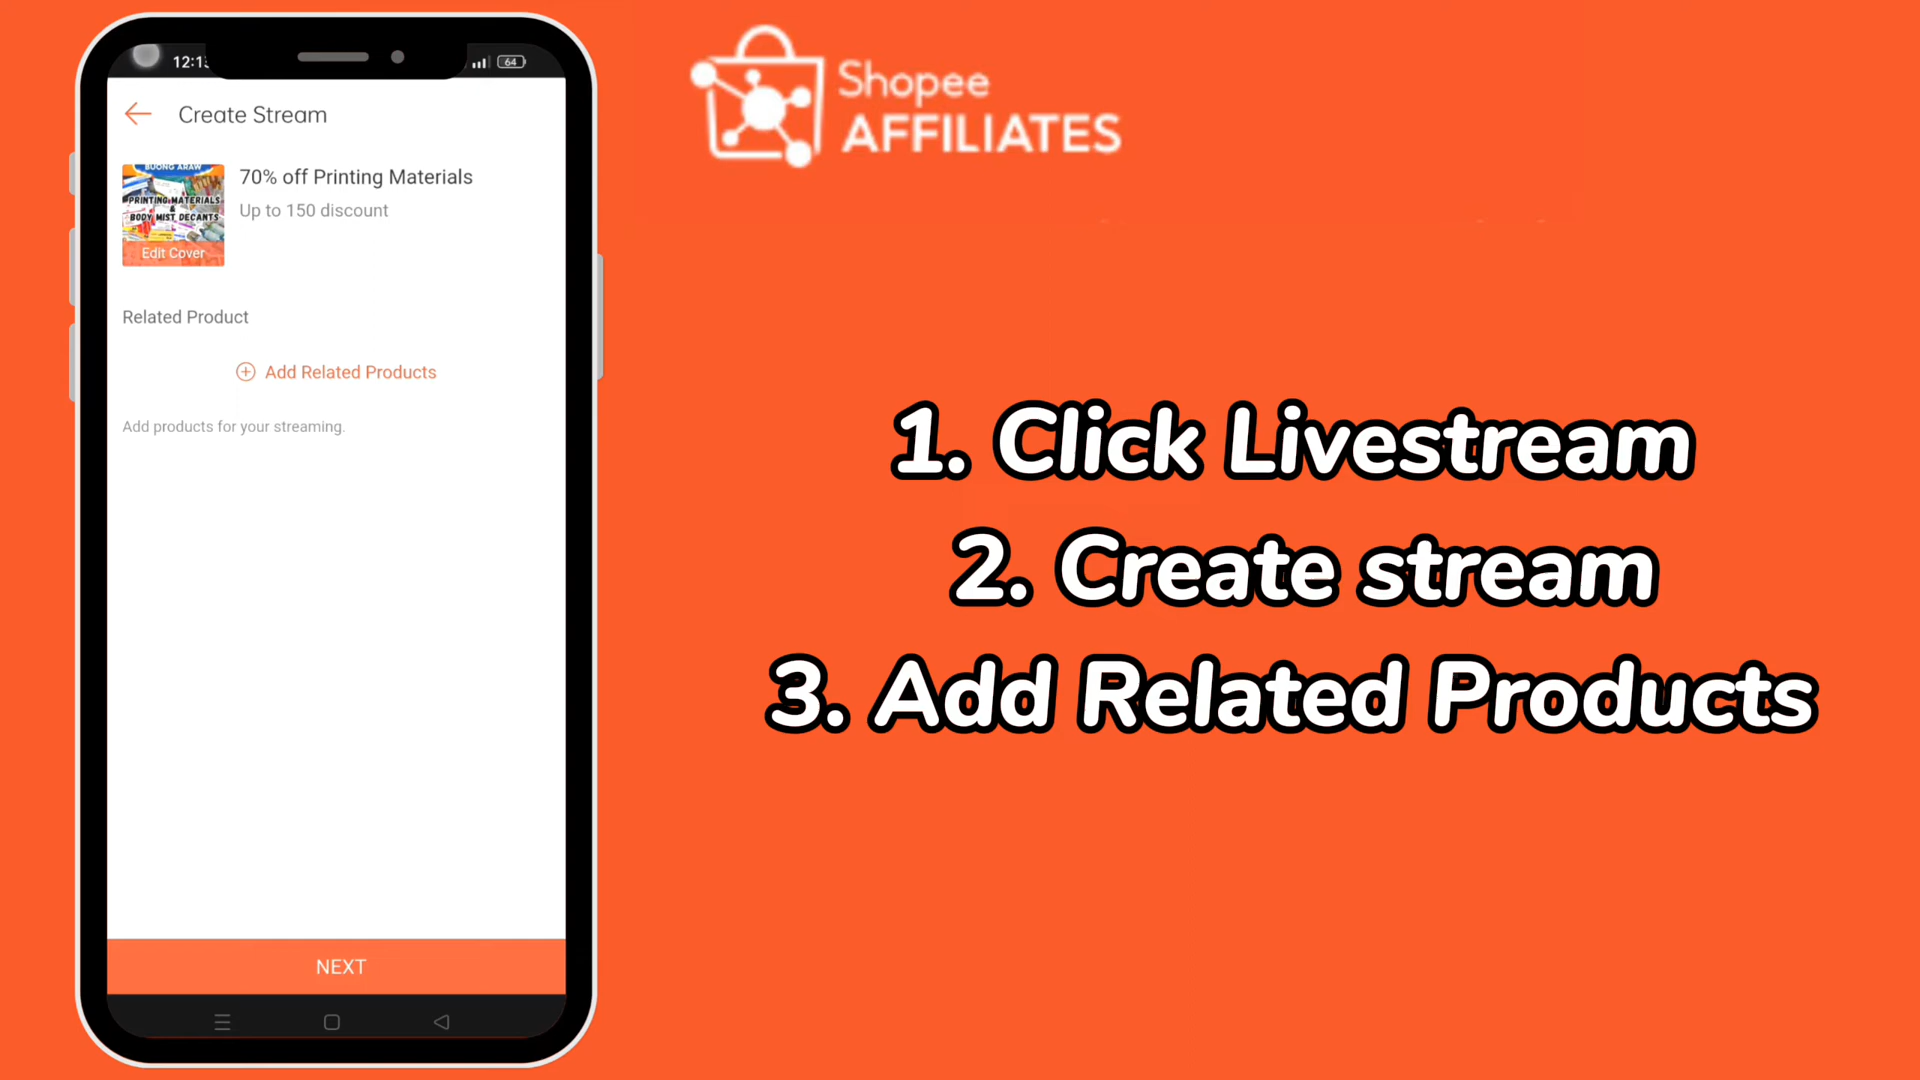 12:1
64
Create Stream
BUONG ARAW
PRINTING MATERIALS
&
BODY MIST DECANTS
Edit Cover
70% off Printing Materials
Up to 150 discount
Related Product
Add Related Products
Add products for your streaming.
NEXT
Shopee
AFFILIATES
1. Click Livestream
2. Create stream
3. Add Related Products